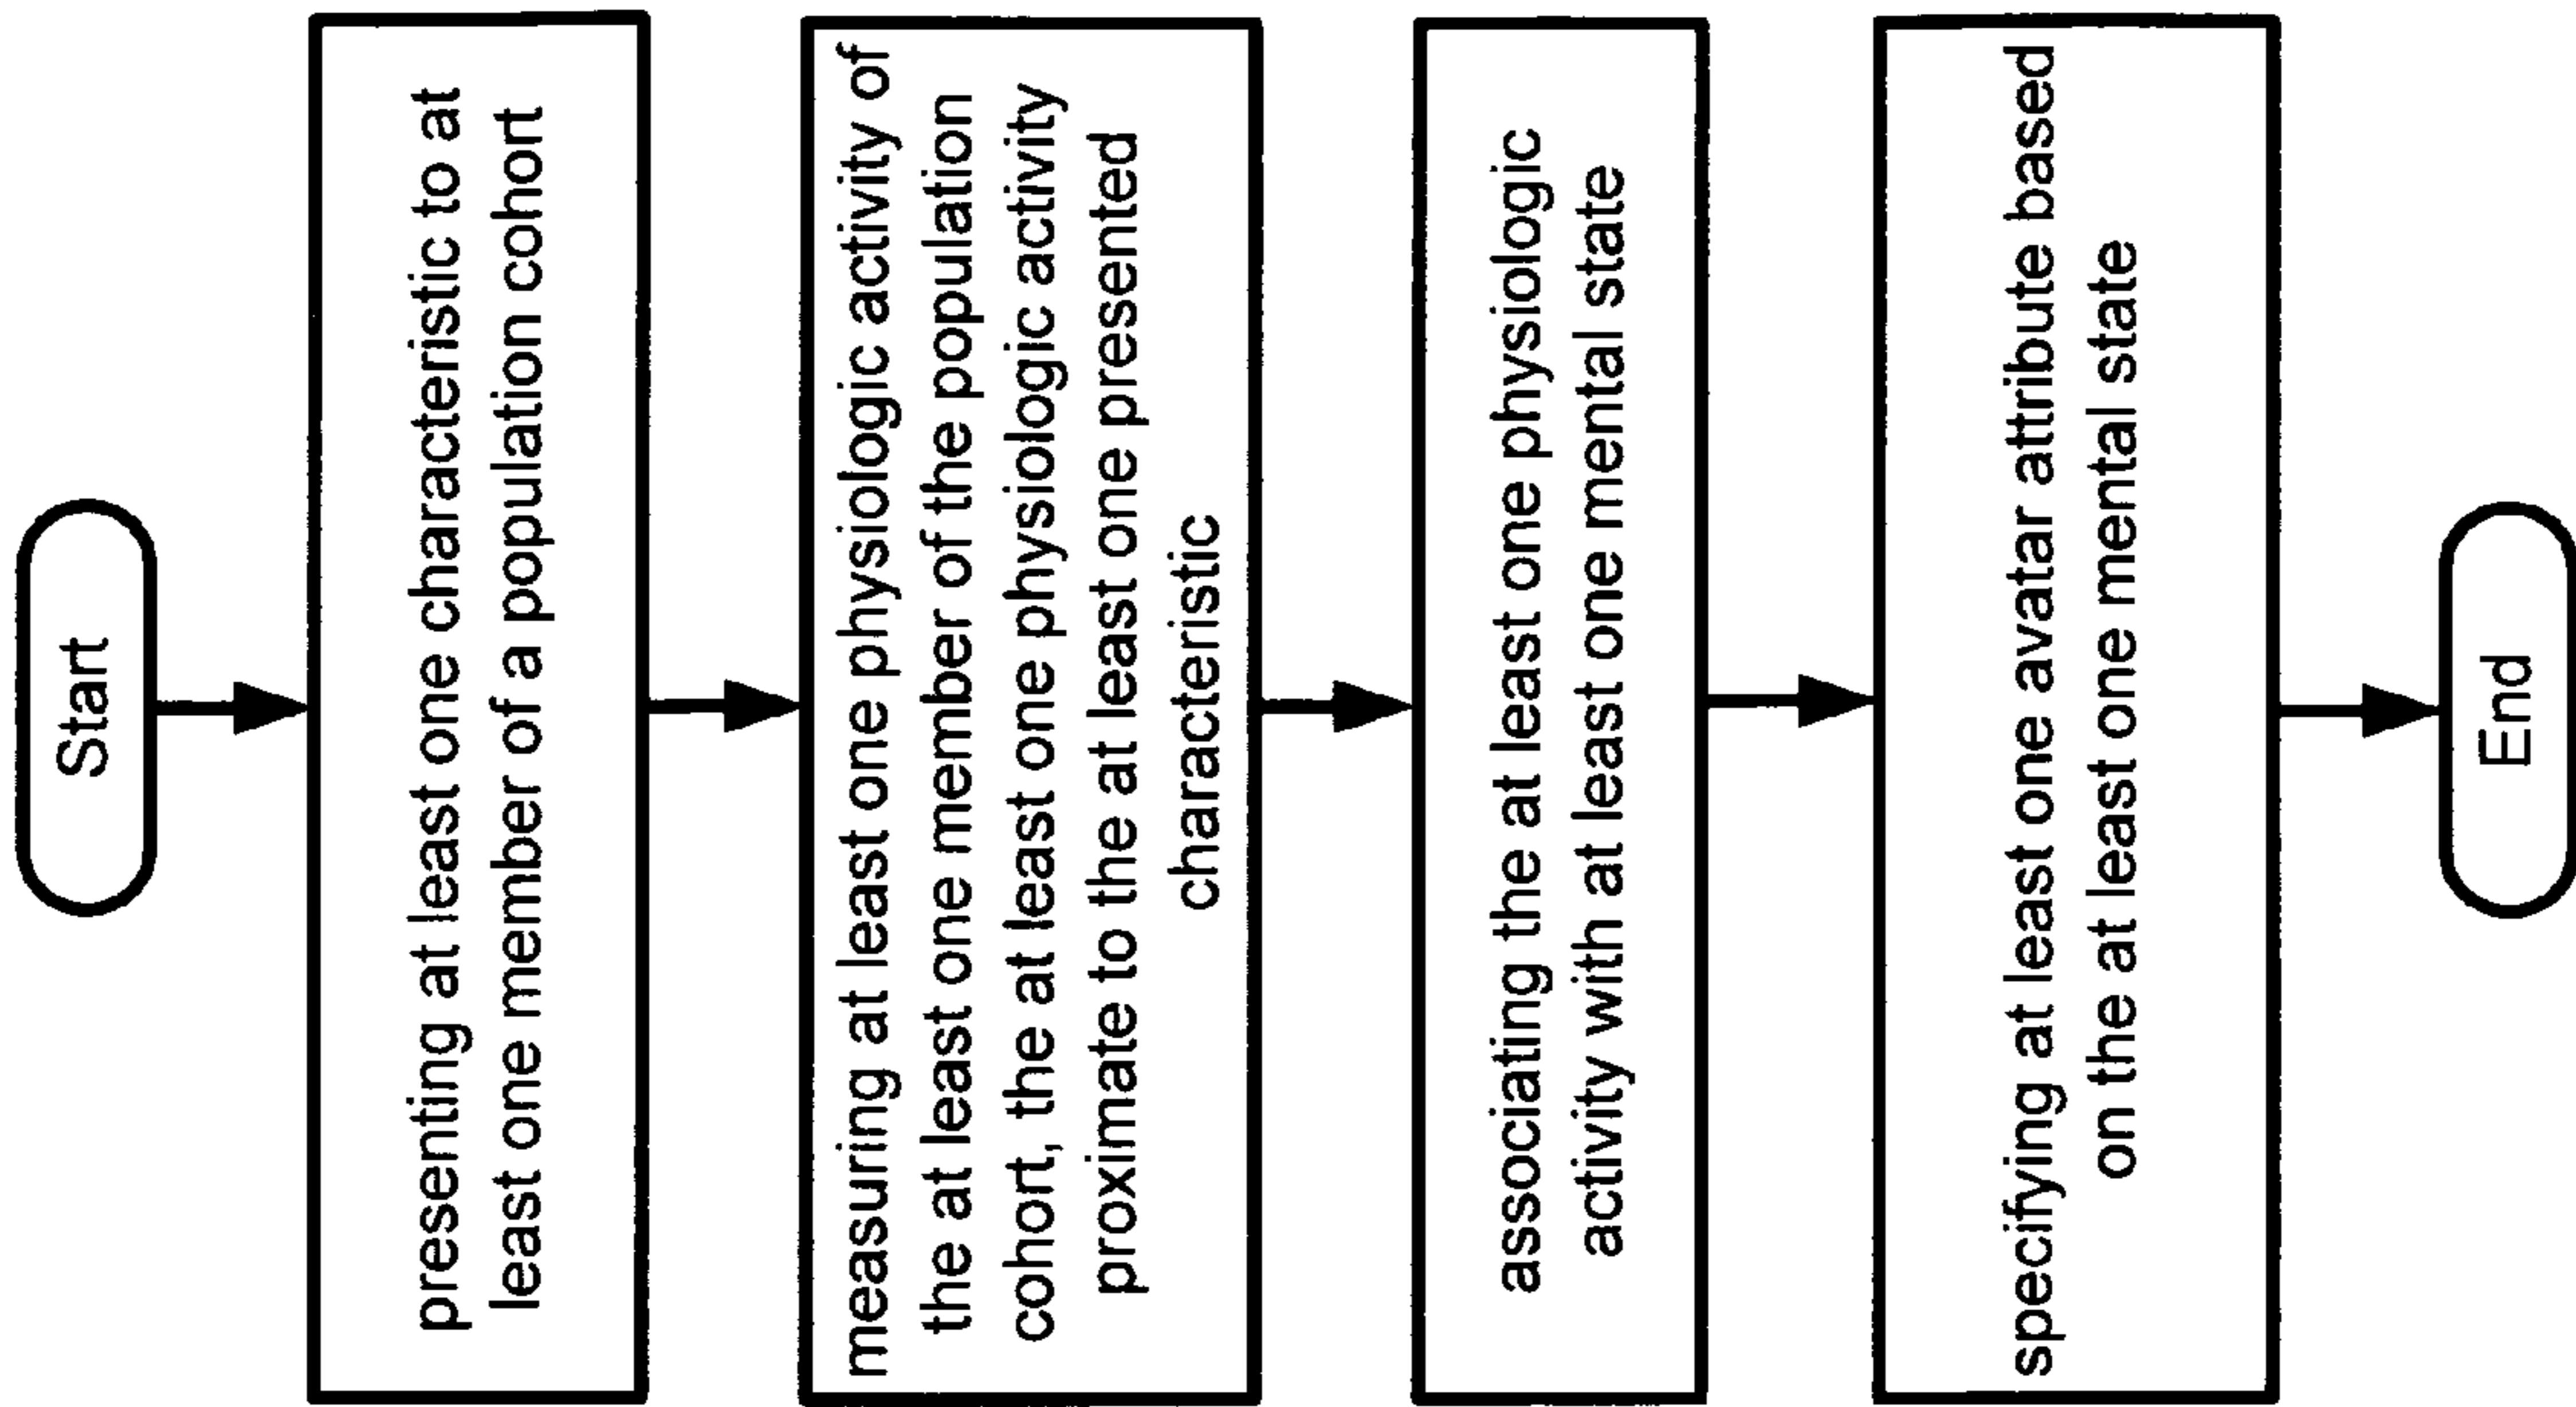 Start
presenting at least one characteristic to at
least one member of a population cohort
measuring at least one physiologic activity of
the at least one member of the population
cohort, the at least one physiologic activity
proximate to the at least one presented
characteristic
associating the at least one physiologic
activity with at least one mental state
specifying at least one avatar attribute based
on the at least one mental state
End